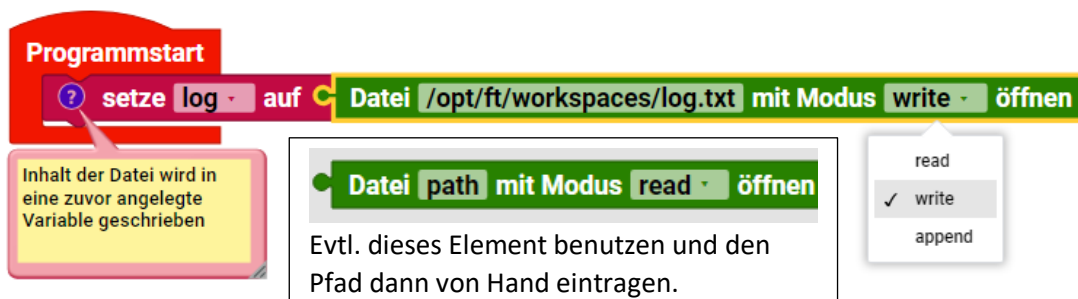 Programmstart
? setze log auf Datei /opt/ft/workspaces/log.txt mit Modus write öffnen
Inhalt der Datei wird in
eine zuvor angelegte
Variable geschrieben
Datei path mit Modus read öffnen
Evtl. dieses Element benutzen und den
Pfad dann von Hand eintragen.
read
✓ write
append